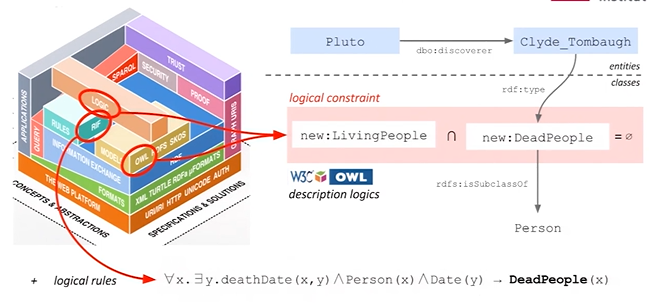 TRUST
SPARQL
SECURITY
PROOF
APPLICATIONS
LOGIC
QUERY
RULES
RIF
MODEL
OWL
RDFS
SKOS
INFORMATION EXCHANGE
FORMATS
XML TURTLE RDFa µFORMATS
THE WEB PLATFORM
URI/IRI HTTP UNICODE AUTH
CONCEPTS & ABSTRACTIONS
SPECIFICATIONS & SOLUTIONS
Pluto
dbo:discoverer
Clyde_Tombaugh
entities
classes
rdf:type
logical constraint
new:LivingPeople
∩
new:DeadPeople
= ∅
W3C OWL
description logics
rdfs:isSubclassOf
Person
+ logical rules
∀x.∃y.deathDate(x,y)∧Person(x)∧Date(y) → DeadPeople(x)